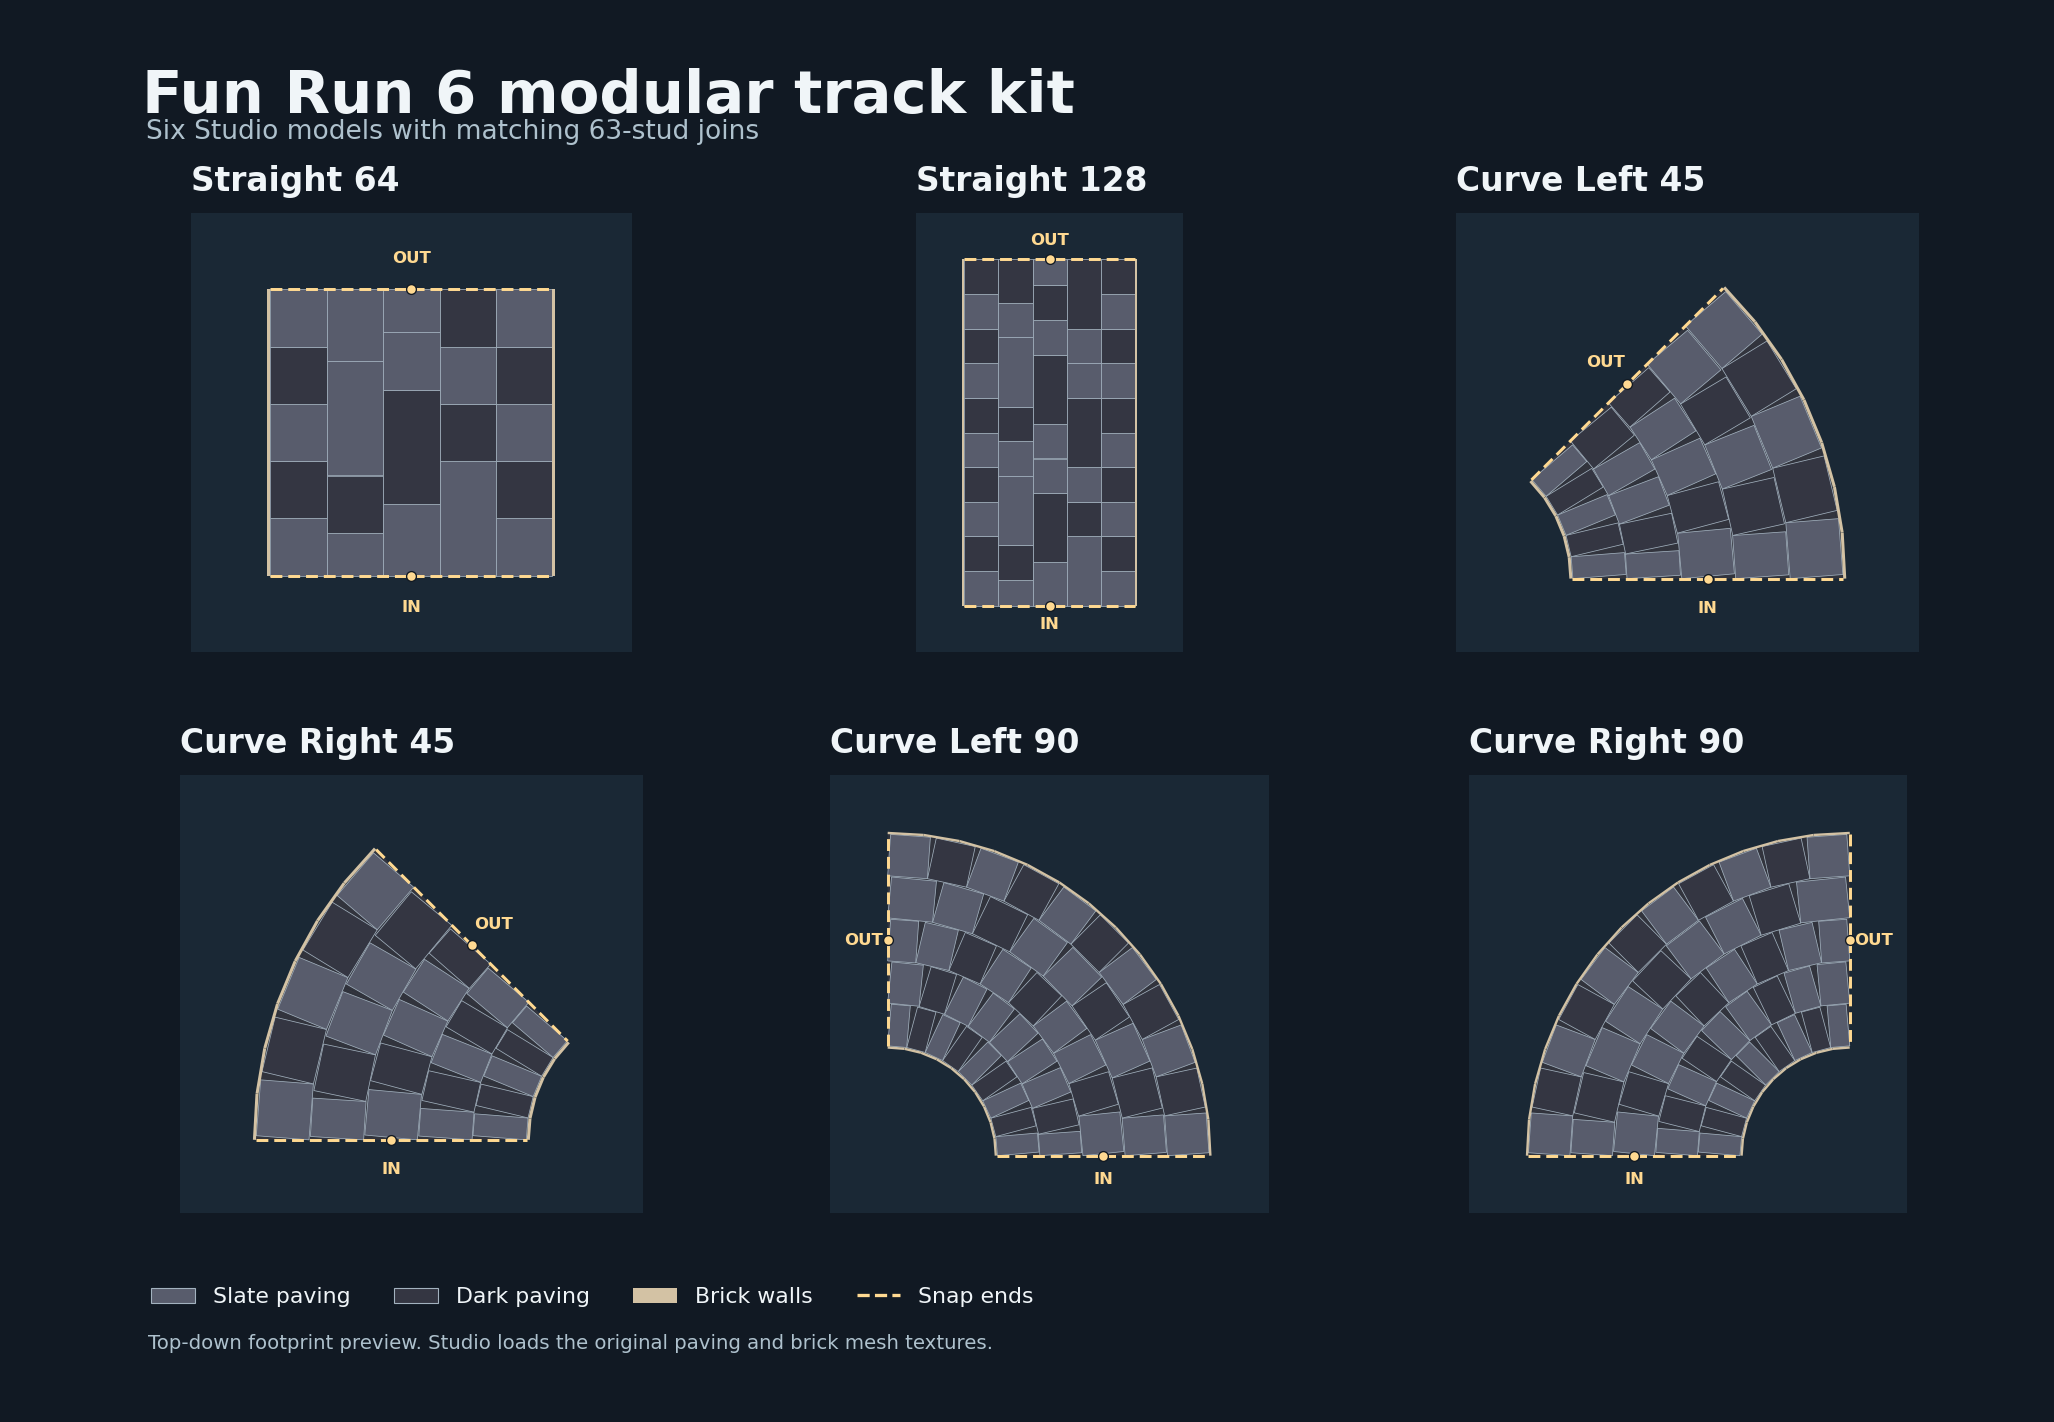 Fun Run 6 modular track kit
Six Studio models with matching 63-stud joins
Straight 64
OUT
IN
Straight 128
OUT
IN
Curve Left 45
OUT
IN
Curve Right 45
OUT
IN
Curve Left 90
OUT
IN
Curve Right 90
OUT
IN
Slate paving
Dark paving
Brick walls
Snap ends
Top-down footprint preview. Studio loads the original paving and brick mesh textures.